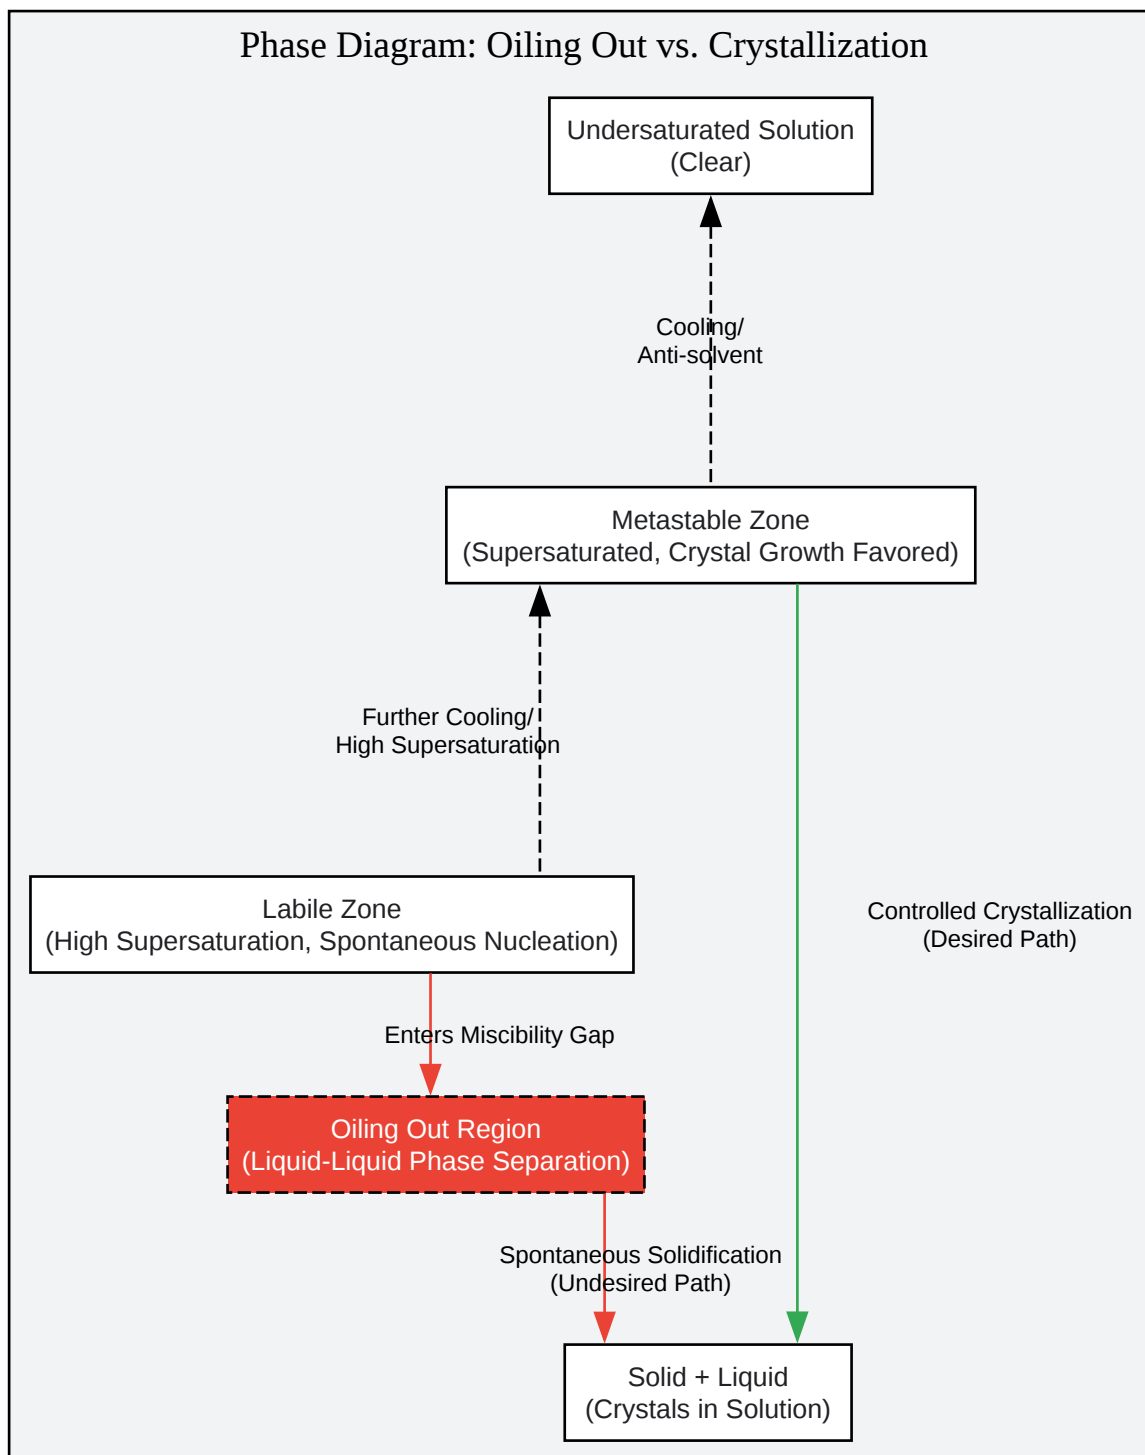 Phase Diagram: Oiling Out vs. Crystallization
Undersaturated Solution
(Clear)
Cooling/
Anti-solvent
Metastable Zone
(Supersaturated, Crystal Growth Favored)
Further Cooling/
High Supersaturation
Labile Zone
(High Supersaturation, Spontaneous Nucleation)
Controlled Crystallization
(Desired Path)
Enters Miscibility Gap
Oiling Out Region
(Liquid-Liquid Phase Separation)
Spontaneous Solidification
(Undesired Path)
Solid + Liquid
(Crystals in Solution)